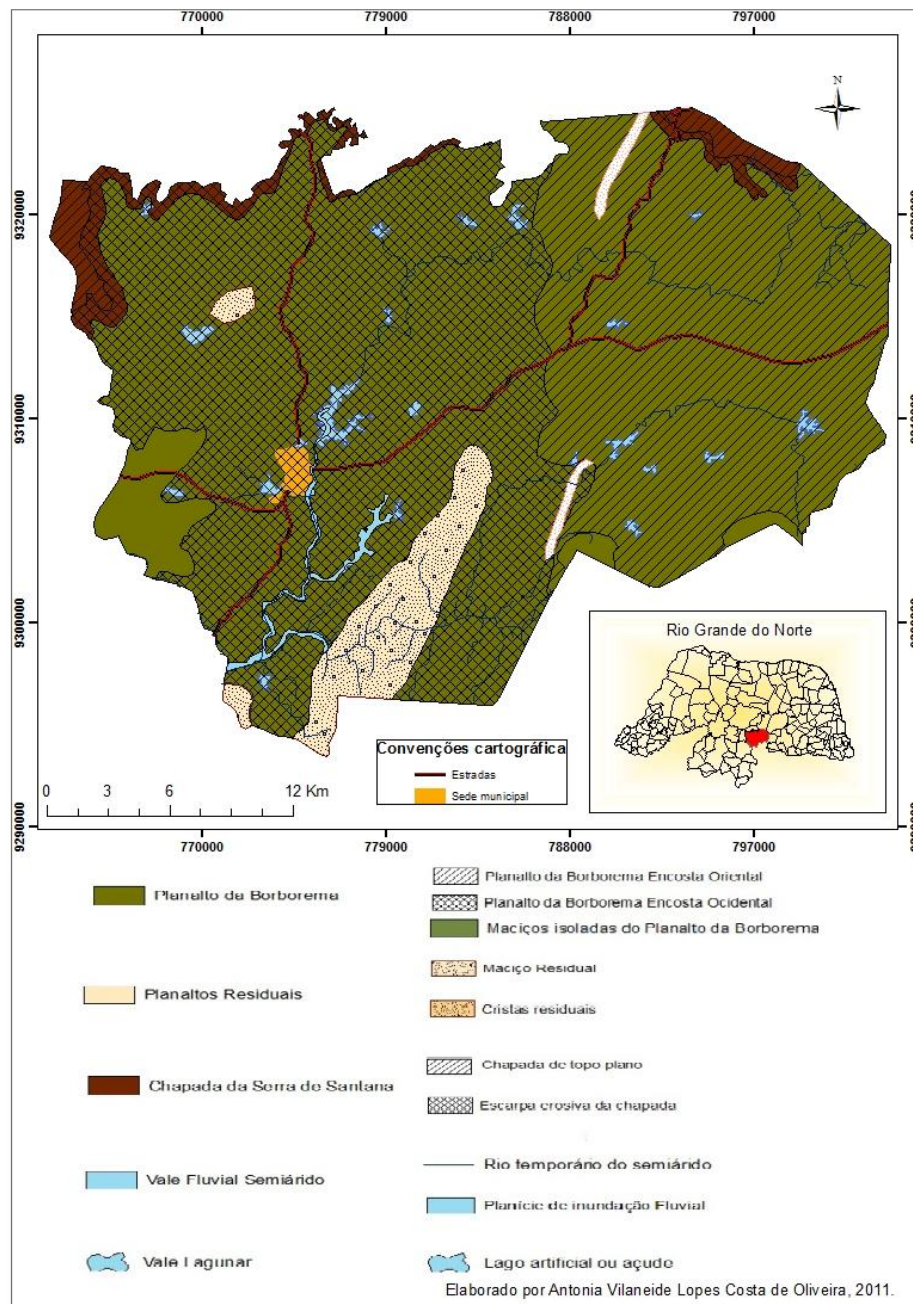 770000 779000 788000 797000
N
9320000
9310000
9300000
9290000
Rio Grande do Norte
Convenções cartográfica
Estradas
Sede municipal
0 3 6 12 Km
770000 779000 788000 797000
Planalto da Borborema
Planalto da Borborema Encosta Oriental
Planalto da Borborema Encosta Ocidental
Maciços isoladas do Planalto da Borborema
Planaltos Residuais
Maciço Residual
Cristas residuais
Chapada da Serra de Santana
Chapada de topo plano
Escarpa erosiva da chapada
Vale Fluvial Semiárido
Rio temporário do semiárido
Planície de inundação Fluvial
Vale Lagunar
Lago artificial ou açude
Elaborado por Antonia Vilaneide Lopes Costa de Oliveira, 2011.